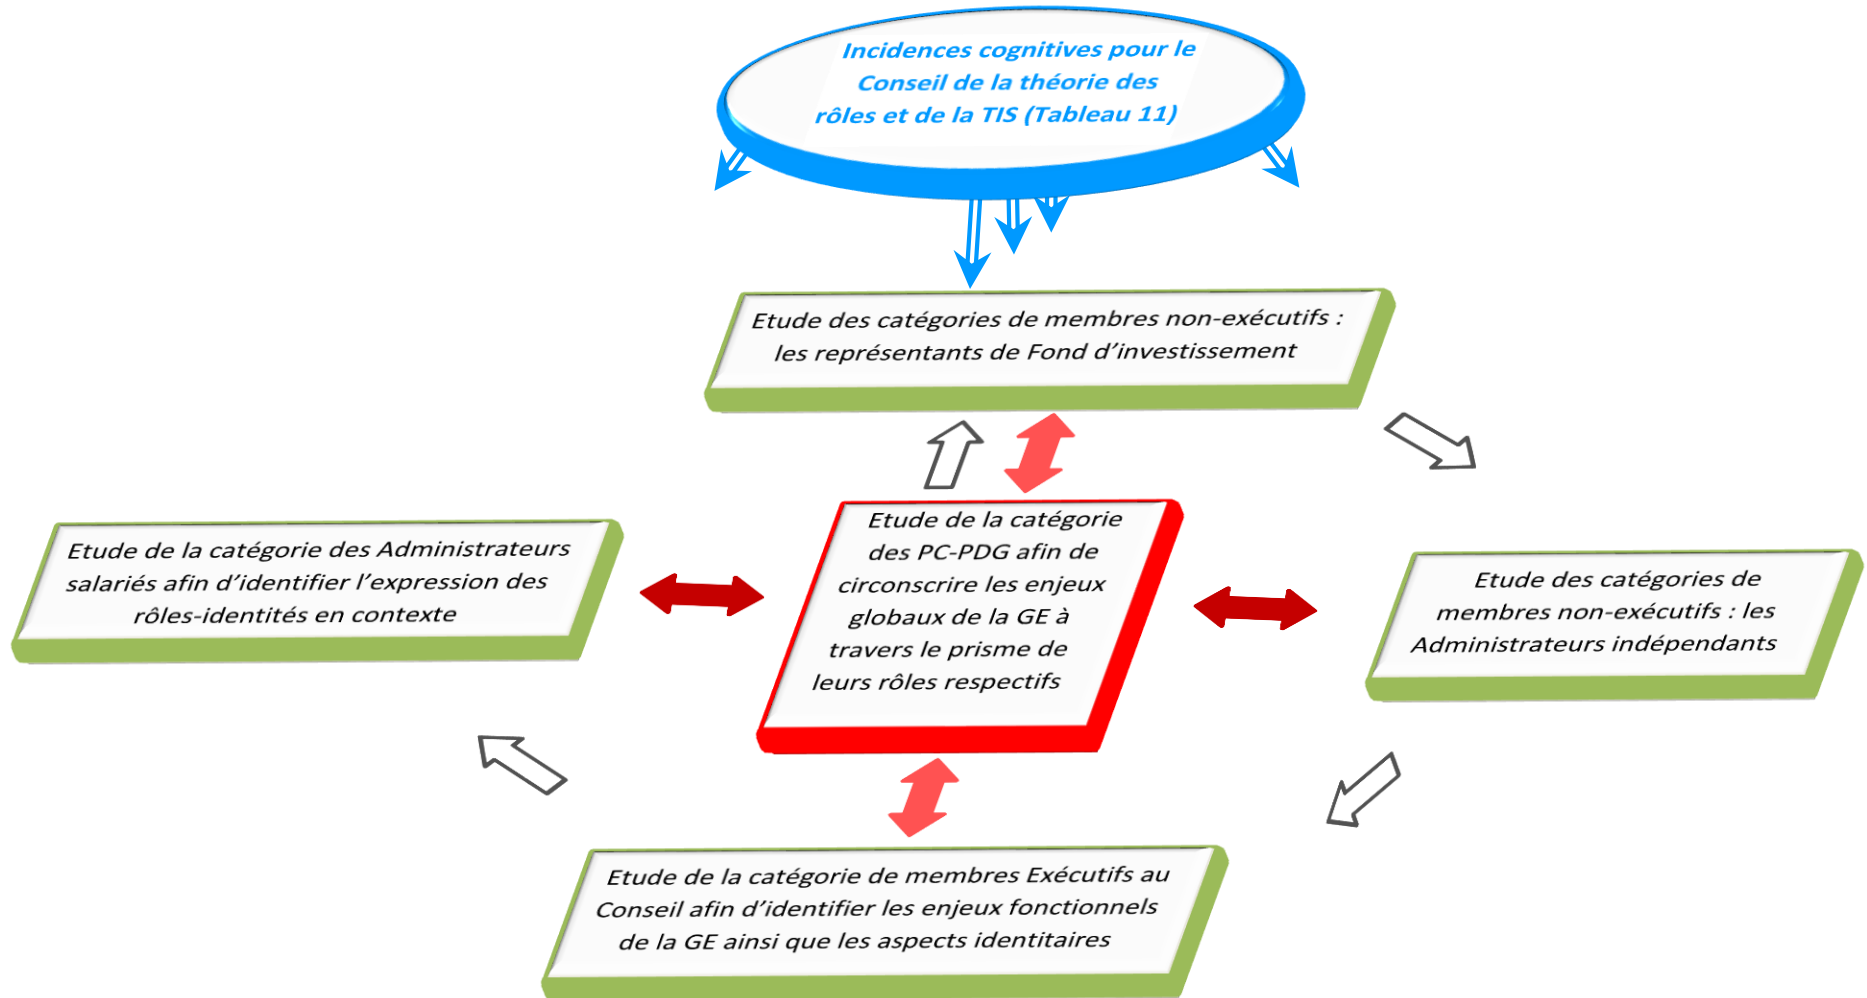 Incidences cognitives pour le
Conseil de la théorie des
rôles et de la TIS (Tableau 11)
Etude des catégories de membres non-exécutifs :
les représentants de Fond d’investissement
Etude de la catégorie des Administrateurs
salariés afin d’identifier l’expression des
rôles-identités en contexte
Etude de la catégorie
des PC-PDG afin de
circonscrire les enjeux
globaux de la GE à
travers le prisme de
leurs rôles respectifs
Etude des catégories de
membres non-exécutifs : les
Administrateurs indépendants
Etude de la catégorie de membres Exécutifs au
Conseil afin d’identifier les enjeux fonctionnels
de la GE ainsi que les aspects identitaires